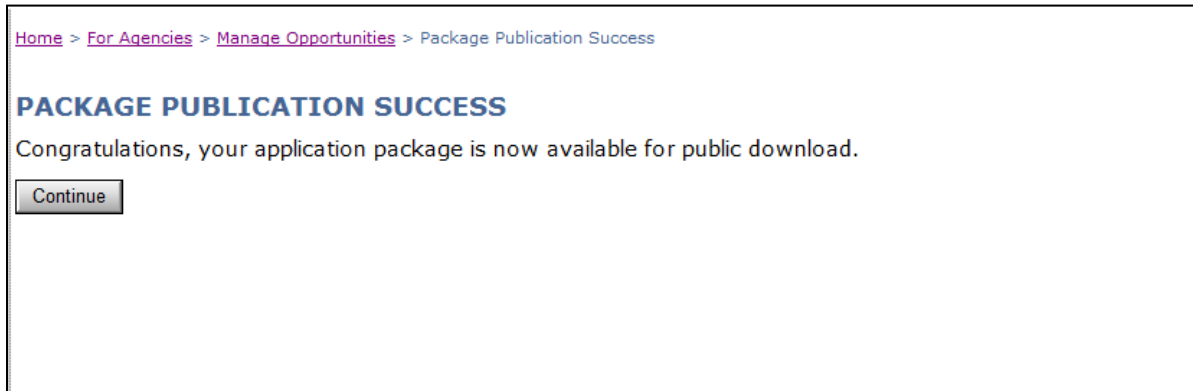 Home > For Agencies > Manage Opportunities > Package Publication Success
PACKAGE PUBLICATION SUCCESS
Congratulations, your application package is now available for public download.
Continue